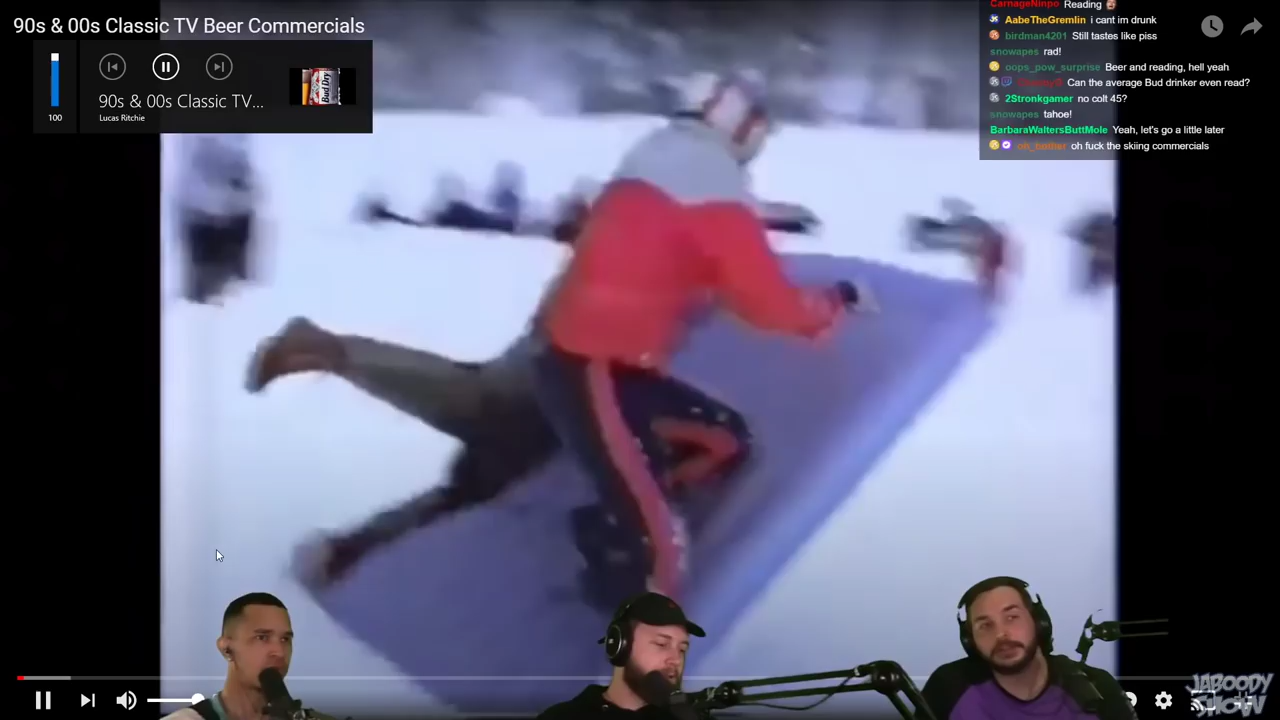 90s & 00s Classic TV Beer Commercials
100
90s & 00s Classic TV...
Lucas Ritchie
Bud Dry
CarnageNinpo Reading
AabeTheGremlin i cant im drunk
birdman4201 Still tastes like piss
snowapes rad!
oops_pow_surprise Beer and reading, hell yeah
Can the average Bud drinker even read?
2Stronkgamer no colt 45?
snowapes tahoe!
BarbaraWaltersButtMole Yeah, let's go a little later
oh_bother oh fuck the skiing commercials
JABOODY
SHOW